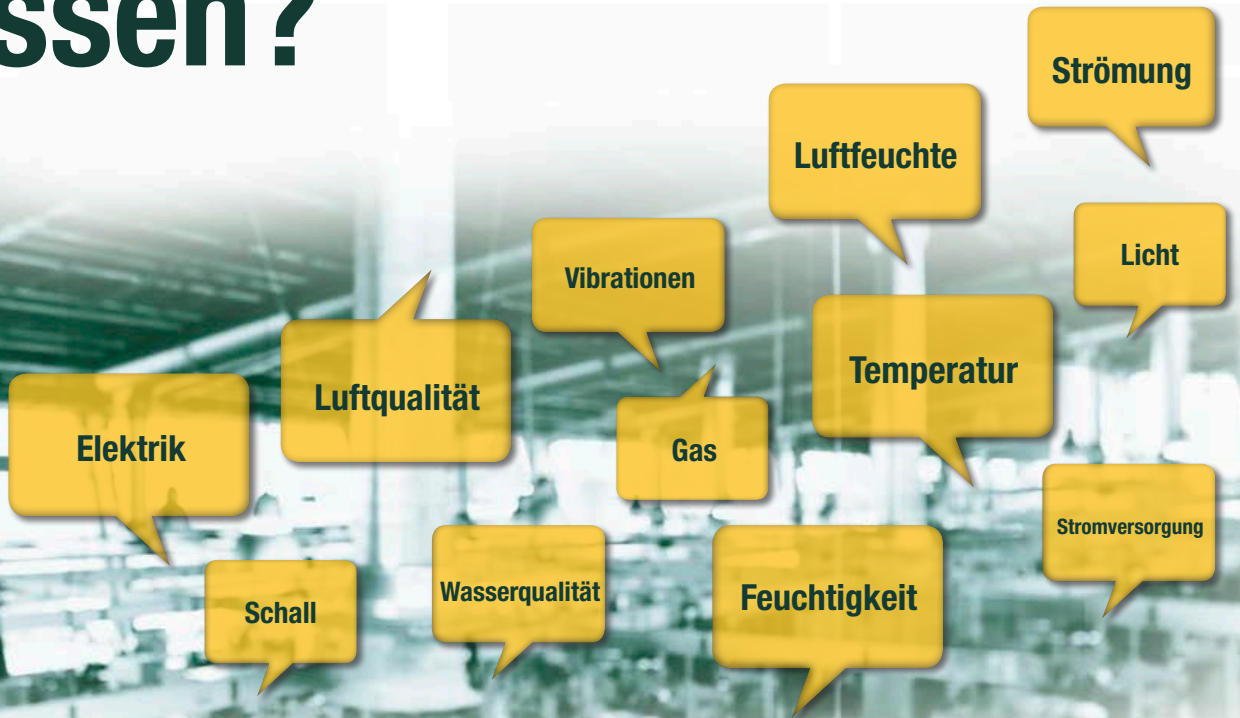 ssen?
Strömung
Luftfeuchte
Licht
Vibrationen
Temperatur
Luftqualität
Elektrik
Gas
Stromversorgung
Wasserqualität
Feuchtigkeit
Schall